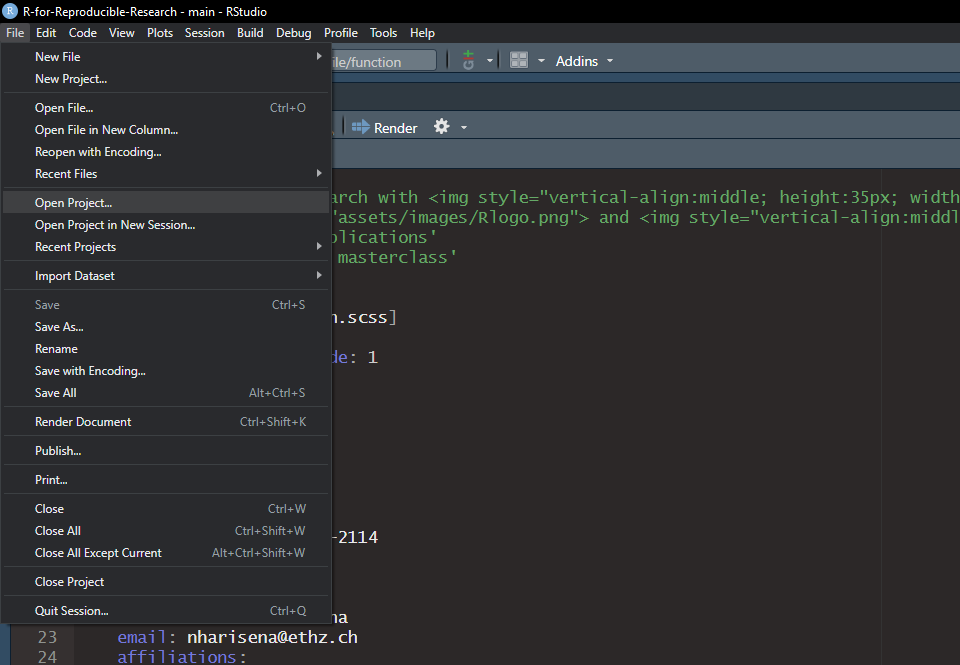 R-for-Reproducible-Research - main - RStudio
File Edit Code View Plots Session Build Debug Profile Tools Help
New File
New Project...
Open File... Ctrl+O
Open File in New Column...
Reopen with Encoding...
Recent Files
Open Project...
Open Project in New Session...
Recent Projects
Import Dataset
Save Ctrl+S
Save As...
Rename
Save with Encoding...
Save All Alt+Ctrl+S
Render Document Ctrl+Shift+K
Publish...
Print...
Close Ctrl+W
Close All Ctrl+Shift+W
Close All Except Current Alt+Ctrl+Shift+W
Close Project
Quit Session... Ctrl+Q
ile/function Addins
Render
arch with <img style="vertical-align:middle; height:35px; width
'assets/images/Rlogo.png"> and <img style="vertical-align:middl
plications'
masterclass'
n.scss]
de: 1
-2114
na
23 email: nharisena@ethz.ch
24 affiliations: